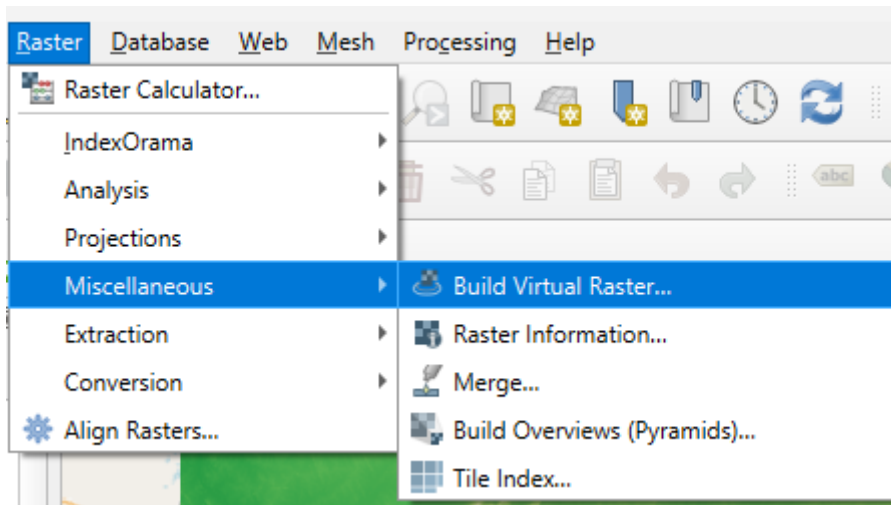 Raster Database Web Mesh Processing Help
Raster Calculator...
IndexOrama
Analysis
Projections
Miscellaneous
Extraction
Conversion
Align Rasters...
Build Virtual Raster...
Raster Information...
Merge...
Build Overviews (Pyramids)...
Tile Index...
abc